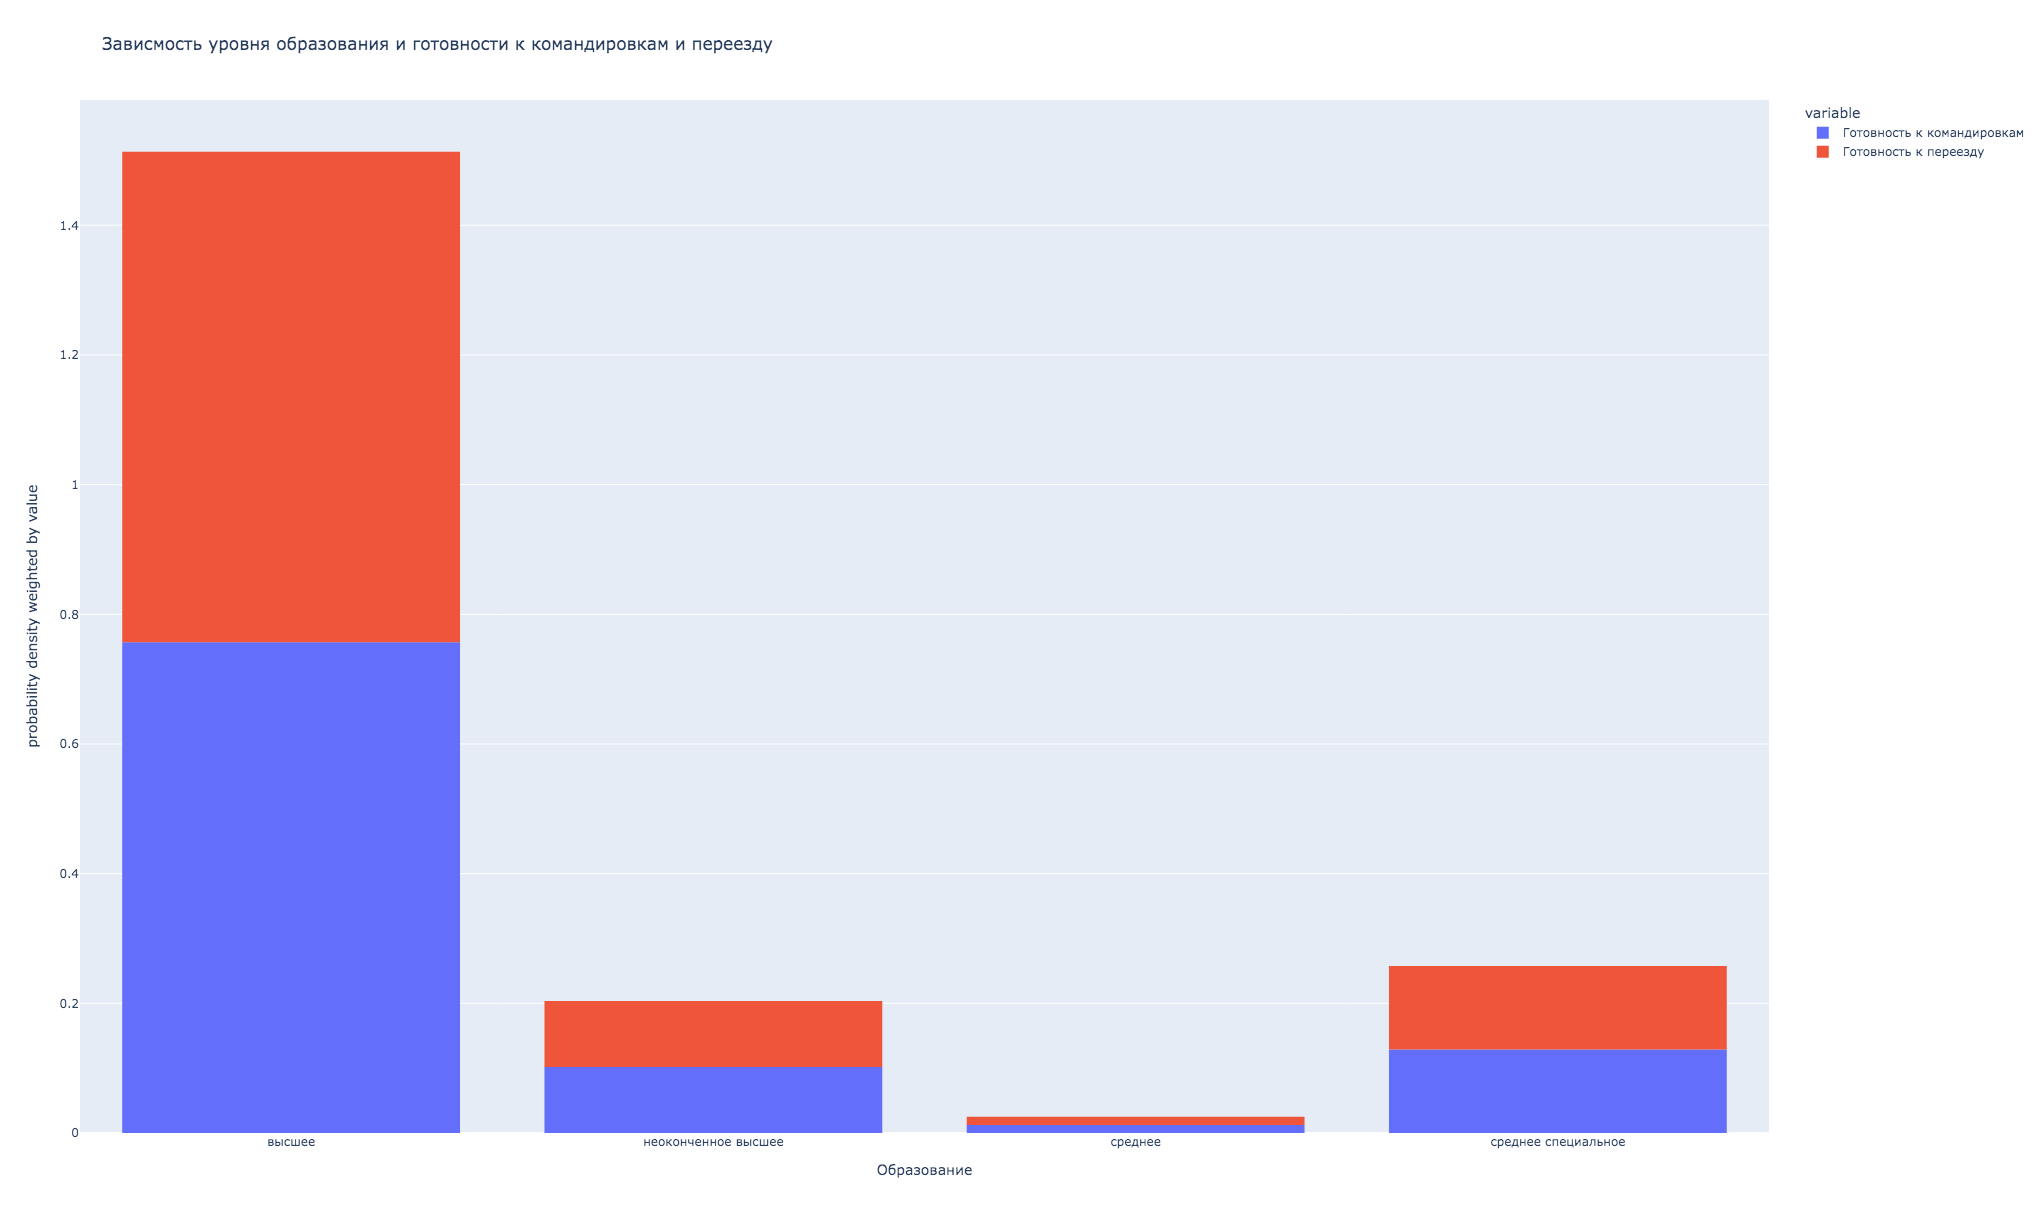 Зависмость уровня образования и готовности к командировкам и переезду
variable
Готовность к командировкам
Готовность к переезду
probability density weighted by value
1.4
1.2
1
0.8
0.6
0.4
0.2
0
высшее
неоконченное высшее
среднее
среднее специальное
Образование